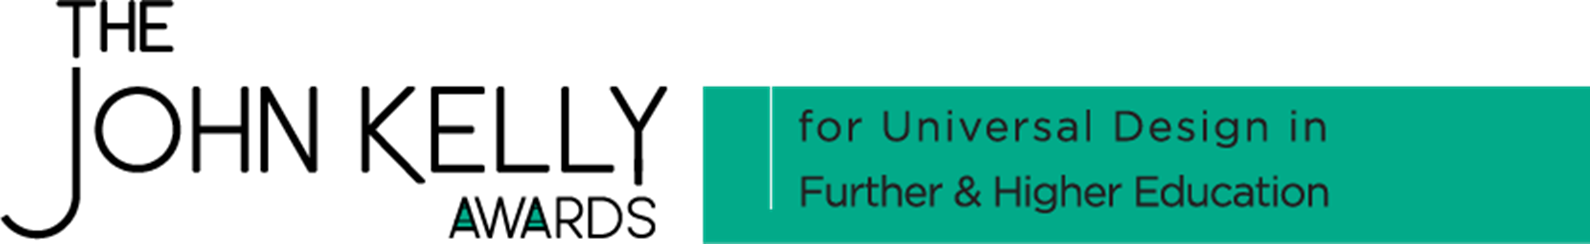 THE
JOHN KELLY
AWARDS
for Universal Design in
Further & Higher Education